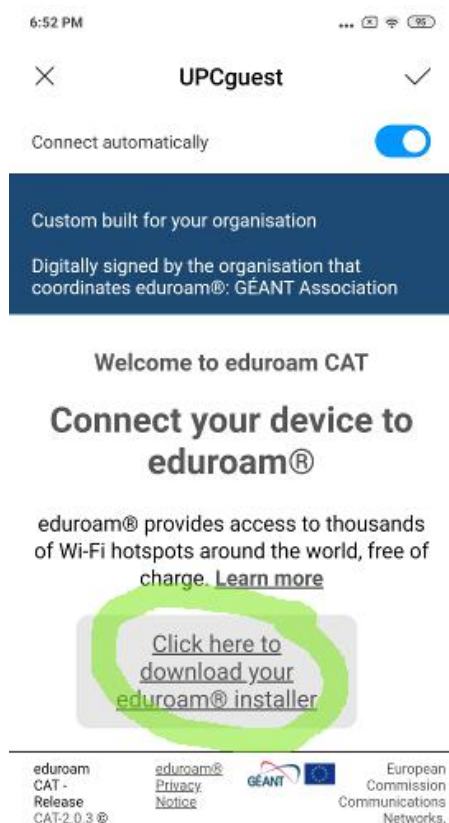 6:52 PM
... 95
UPCguest
Connect automatically
Custom built for your organisation
Digitally signed by the organisation that
coordinates eduroam®: GÉANT Association
Welcome to eduroam CAT
Connect your device to
eduroam®
eduroam® provides access to thousands
of Wi-Fi hotspots around the world, free of
charge. Learn more
Click here to
download your
eduroam® installer
eduroam
CAT -
Release
CAT-2.0.3 ©
eduroam®
Privacy
Notice
GÉANT
European
Commission
Communications
Networks,